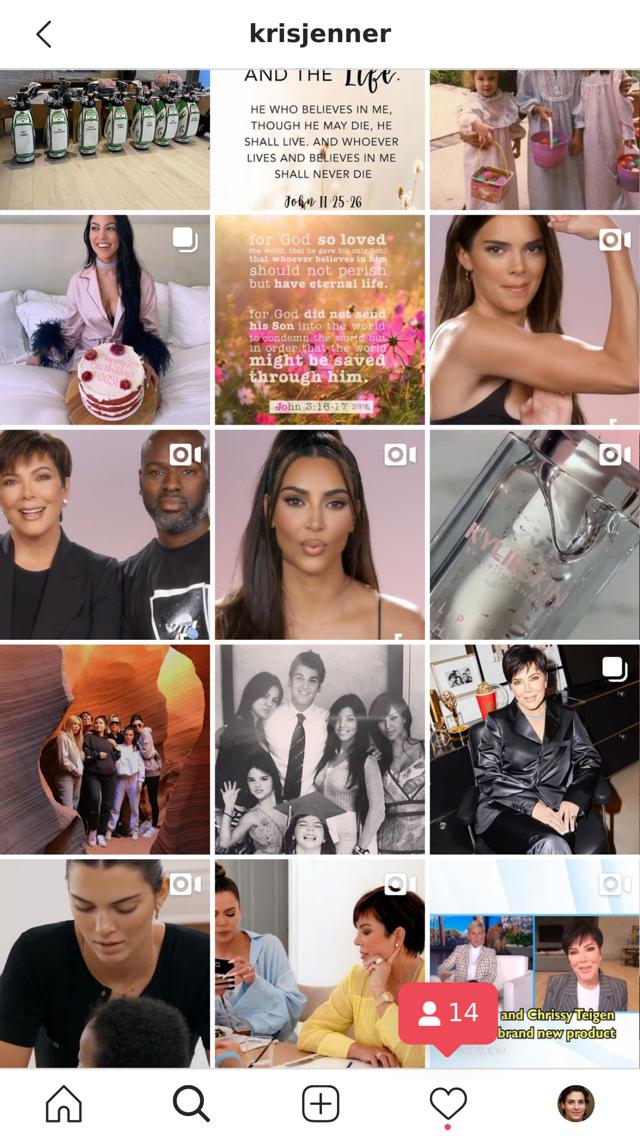 krisjenner
AND THE Life.
HE WHO BELIEVES IN ME,
THOUGH HE MAY DIE, HE
SHALL LIVE. AND WHOEVER
LIVES AND BELIEVES IN ME
SHALL NEVER DIE
John 11:25-26
for God so loved
the world, that he gave his only Son,
that whoever believes in him
should not perish
but have eternal life.
for God did not send
his Son into the world
to condemn the world but
in order that the world
might be saved
through him.
John 3:16-17
KYLIE SKIN
and Chrissy Teigen
brand new product
14